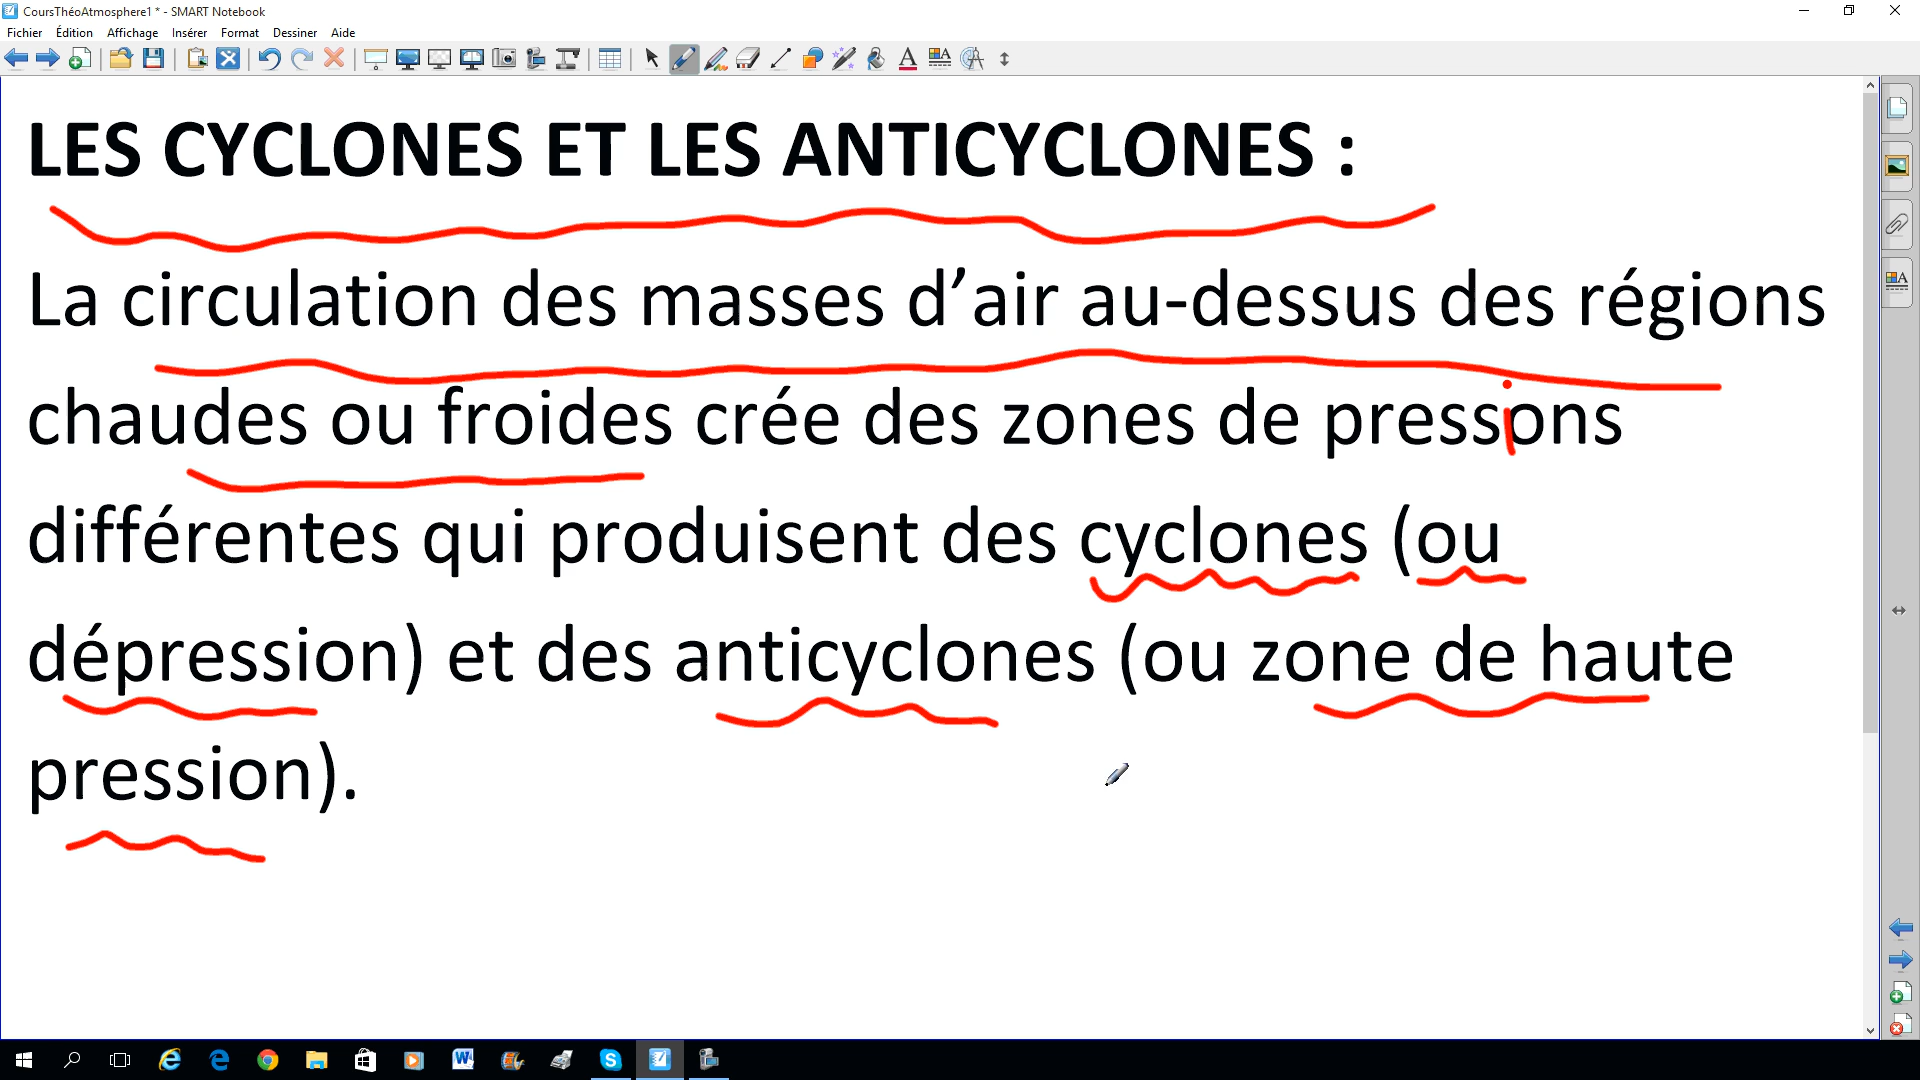 CoursThéoAtmosphere1 * - SMART Notebook
Fichier Édition Affichage Insérer Format Dessiner Aide
LES CYCLONES ET LES ANTICYCLONES :
La circulation des masses d’air au-dessus des régions
chaudes ou froides crée des zones de pressions
différentes qui produisent des cyclones (ou
dépression) et des anticyclones (ou zone de haute
pression).